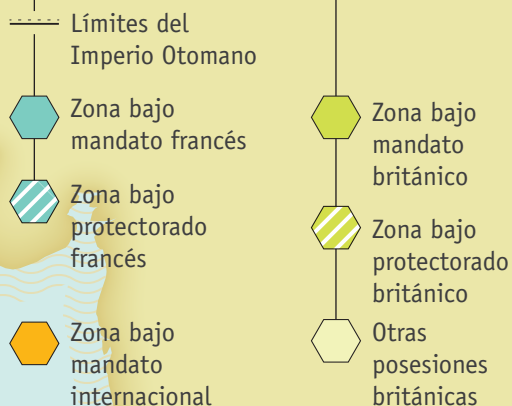 Límites del
Imperio Otomano
Zona bajo
mandato francés
Zona bajo
protectorado
francés
Zona bajo
mandato
internacional
Zona bajo
mandato
británico
Zona bajo
protectorado
británico
Otras
posesiones
británicas